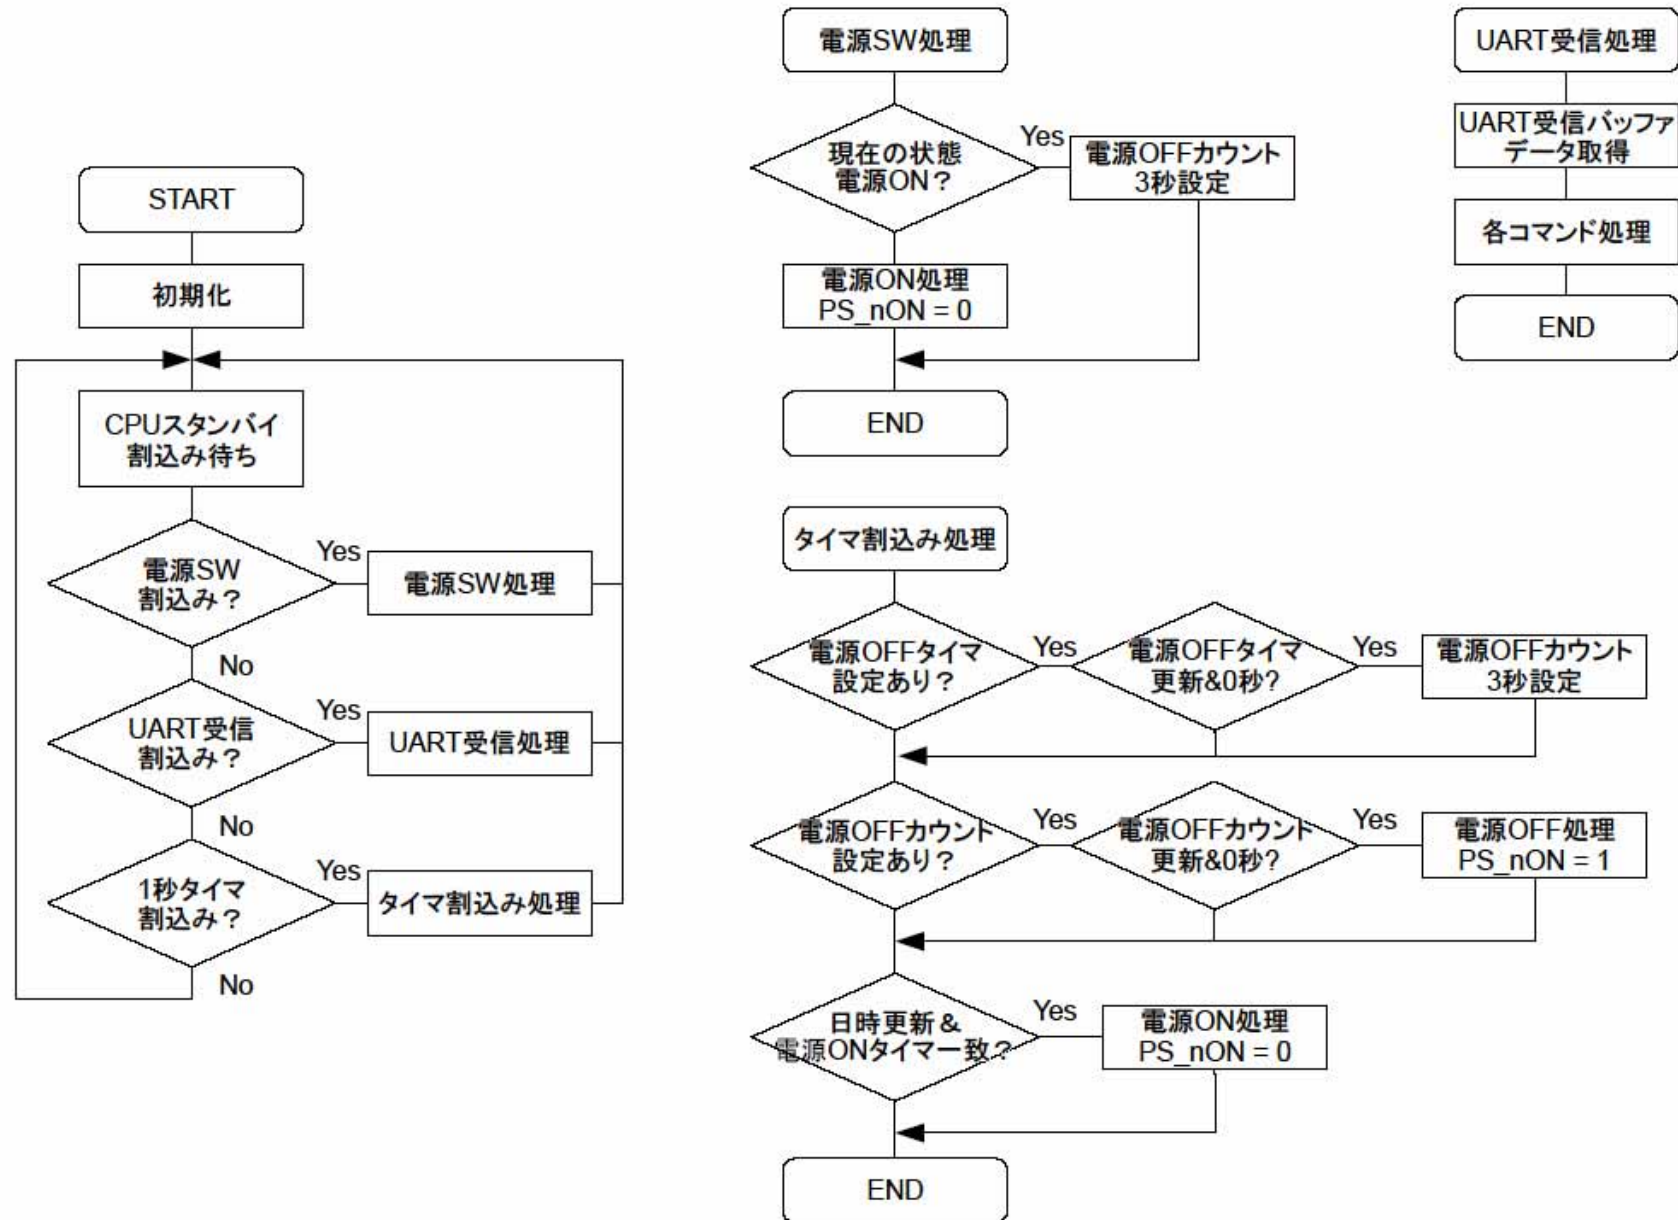 START
初期化
CPUスタンバイ
割込み待ち
電源SW
割込み？
Yes
電源SW処理
No
UART受信
割込み？
Yes
UART受信処理
No
1秒タイマ
割込み？
Yes
タイマ割込み処理
No
電源SW処理
現在の状態
電源ON？
Yes
電源OFFカウント
3秒設定
電源ON処理
PS_nON = 0
END
UART受信処理
UART受信バッファ
データ取得
各コマンド処理
END
タイマ割込み処理
電源OFFタイマ
設定あり？
Yes
電源OFFタイマ
更新&0秒?
Yes
電源OFFカウント
3秒設定
電源OFFカウント
設定あり？
Yes
電源OFFカウント
更新&0秒?
Yes
電源OFF処理
PS_nON = 1
日時更新＆
電源ONタイマ一致？
Yes
電源ON処理
PS_nON = 0
END